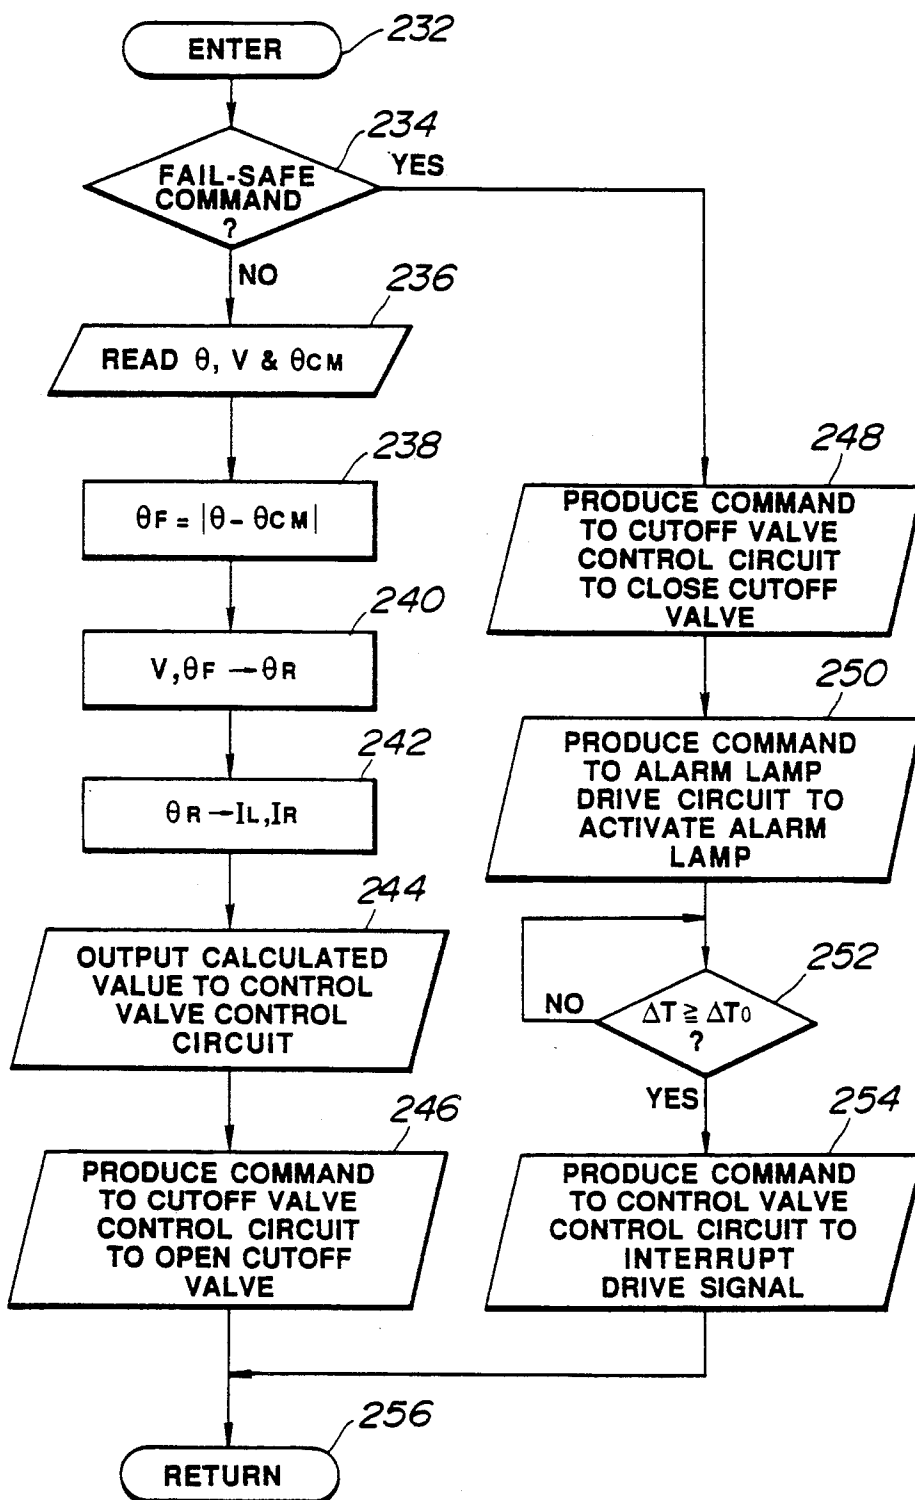 ENTER
232
234
FAIL-SAFE
COMMAND
?
YES
NO
236
READ θ, V & θCM
238
θF = |θ - θCM|
240
V, θF → θR
242
θR → IL, IR
244
OUTPUT CALCULATED
VALUE TO CONTROL
VALVE CONTROL
CIRCUIT
246
PRODUCE COMMAND
TO CUTOFF VALVE
CONTROL CIRCUIT
TO OPEN CUTOFF
VALVE
248
PRODUCE COMMAND
TO CUTOFF VALVE
CONTROL CIRCUIT
TO CLOSE CUTOFF
VALVE
250
PRODUCE COMMAND
TO ALARM LAMP
DRIVE CIRCUIT TO
ACTIVATE ALARM
LAMP
252
NO
ΔT ≧ ΔT0
?
YES
254
PRODUCE COMMAND
TO CONTROL VALVE
CONTROL CIRCUIT TO
INTERRUPT
DRIVE SIGNAL
256
RETURN